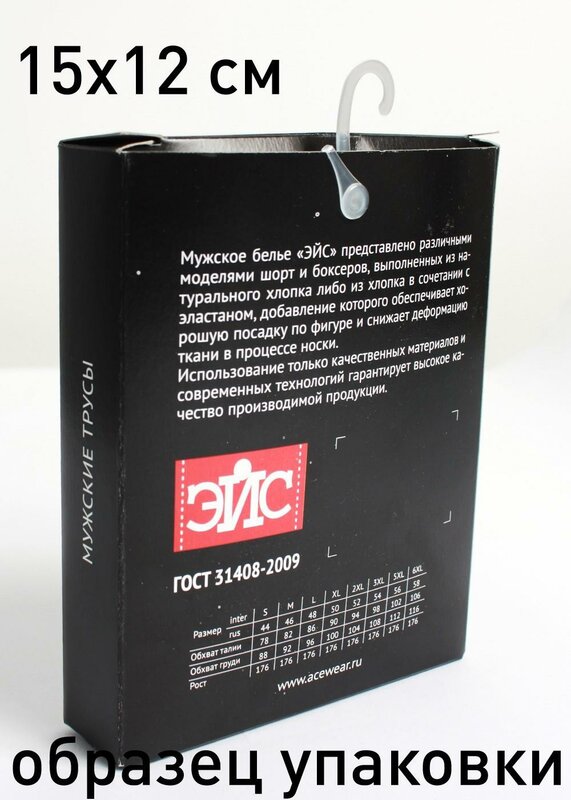 15x12 см
Мужское белье «ЭЙС» представлено различными
моделями шорт и боксеров, выполненных из на-
турального хлопка либо из хлопка в сочетании с
эластаном, добавление которого обеспечивает хо-
рошую посадку по фигуре и снижает деформацию
ткани в процессе носки.
Использование только качественных материалов и
современных технологий гарантирует высокое ка-
чество производимой продукции.
МУЖСКИЕ ТРУСЫ
ЭЙС
ГОСТ 31408-2009
Размер inter S M L XL 2XL 3XL 5XL 6XL
rus 44 46 48 50 52 54 56 58
Обхват талии 78 82 86 90 94 98 102 106
Обхват груди 88 92 96 100 104 108 112 116
Рост 176 176 176 176 176 176 176 176
www.acewear.ru
образец упаковки